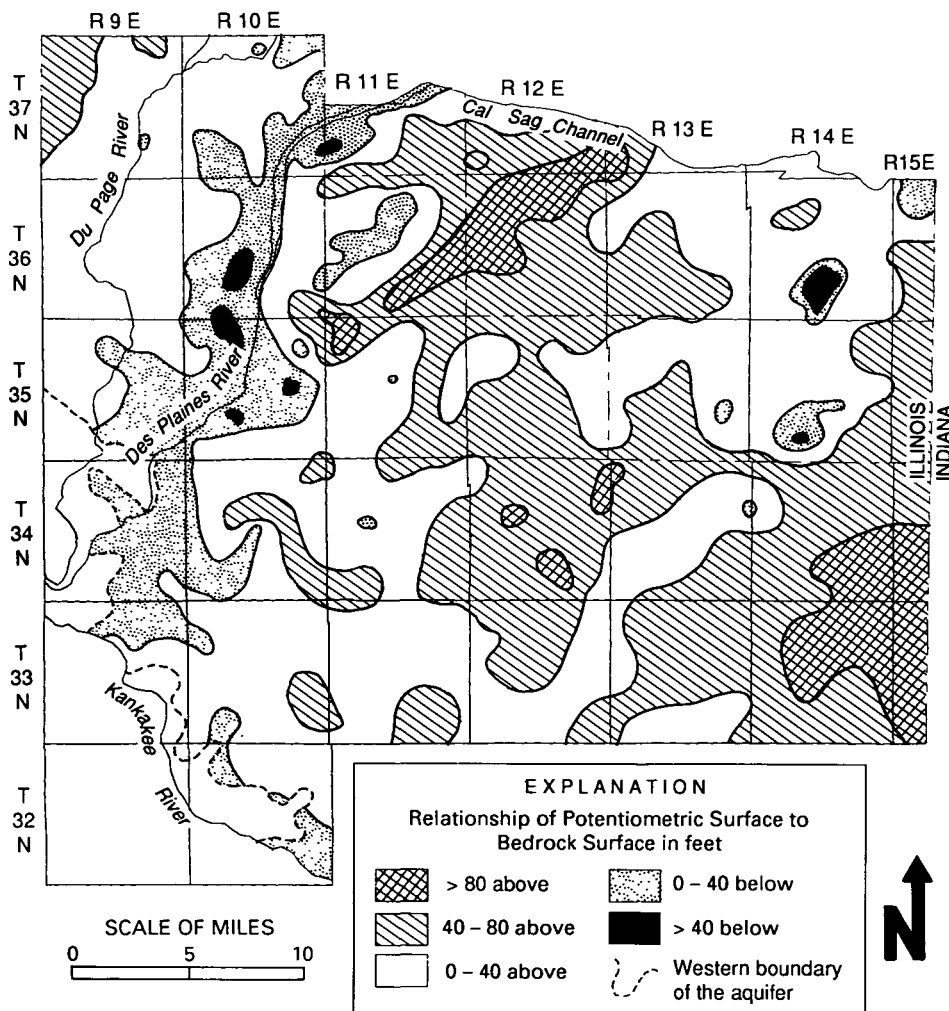 R 9 E
R 10 E
R 11 E
R 12 E
R 13 E
R 14 E
R15E
T
37
N
T
36
N
T
35
N
T
34
N
T
33
N
T
32
N
Du Page River
Cal Sag Channel
Des Plaines River
Kankakee
River
ILLINOIS
INDIANA
EXPLANATION
Relationship of Potentiometric Surface to
Bedrock Surface in feet
> 80 above
0 – 40 below
40 – 80 above
> 40 below
0 – 40 above
Western boundary
of the aquifer
SCALE OF MILES
0 5 10
N